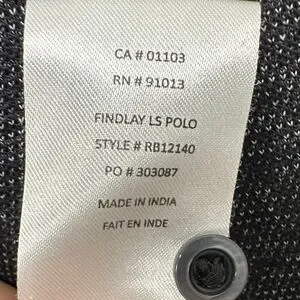 CA # 01103
RN # 91013
FINDLAY LS POLO
STYLE # RB12140
PO # 303087
MADE IN INDIA
FAIT EN INDE